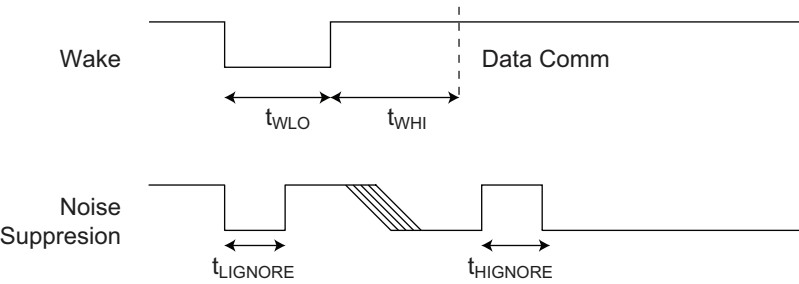 Wake
Data Comm
tWLO
tWHI
Noise
Suppresion
tLIGNORE
tHIGNORE